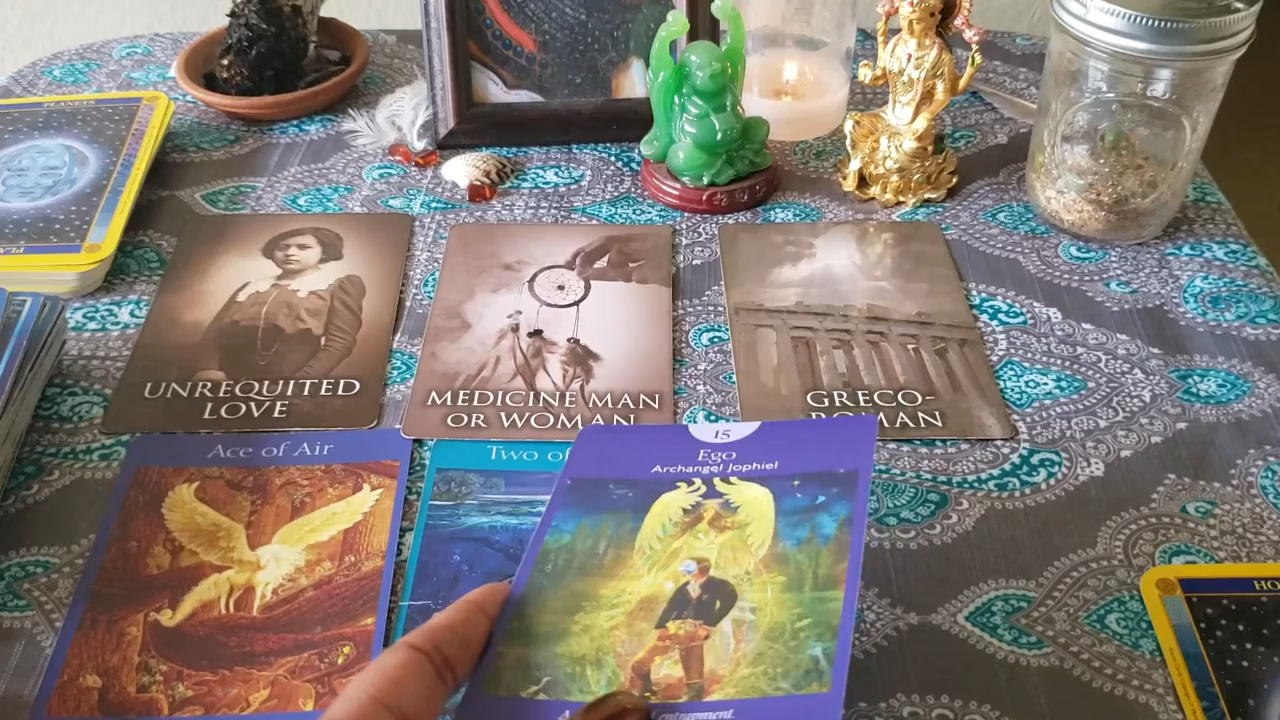 PLANETS
UNREQUITED
LOVE
MEDICINE MAN
OR WOMAN
GRECO-
ROMAN
Ace of Air
Two of
15
Ego
Archangel Jophiel
HO